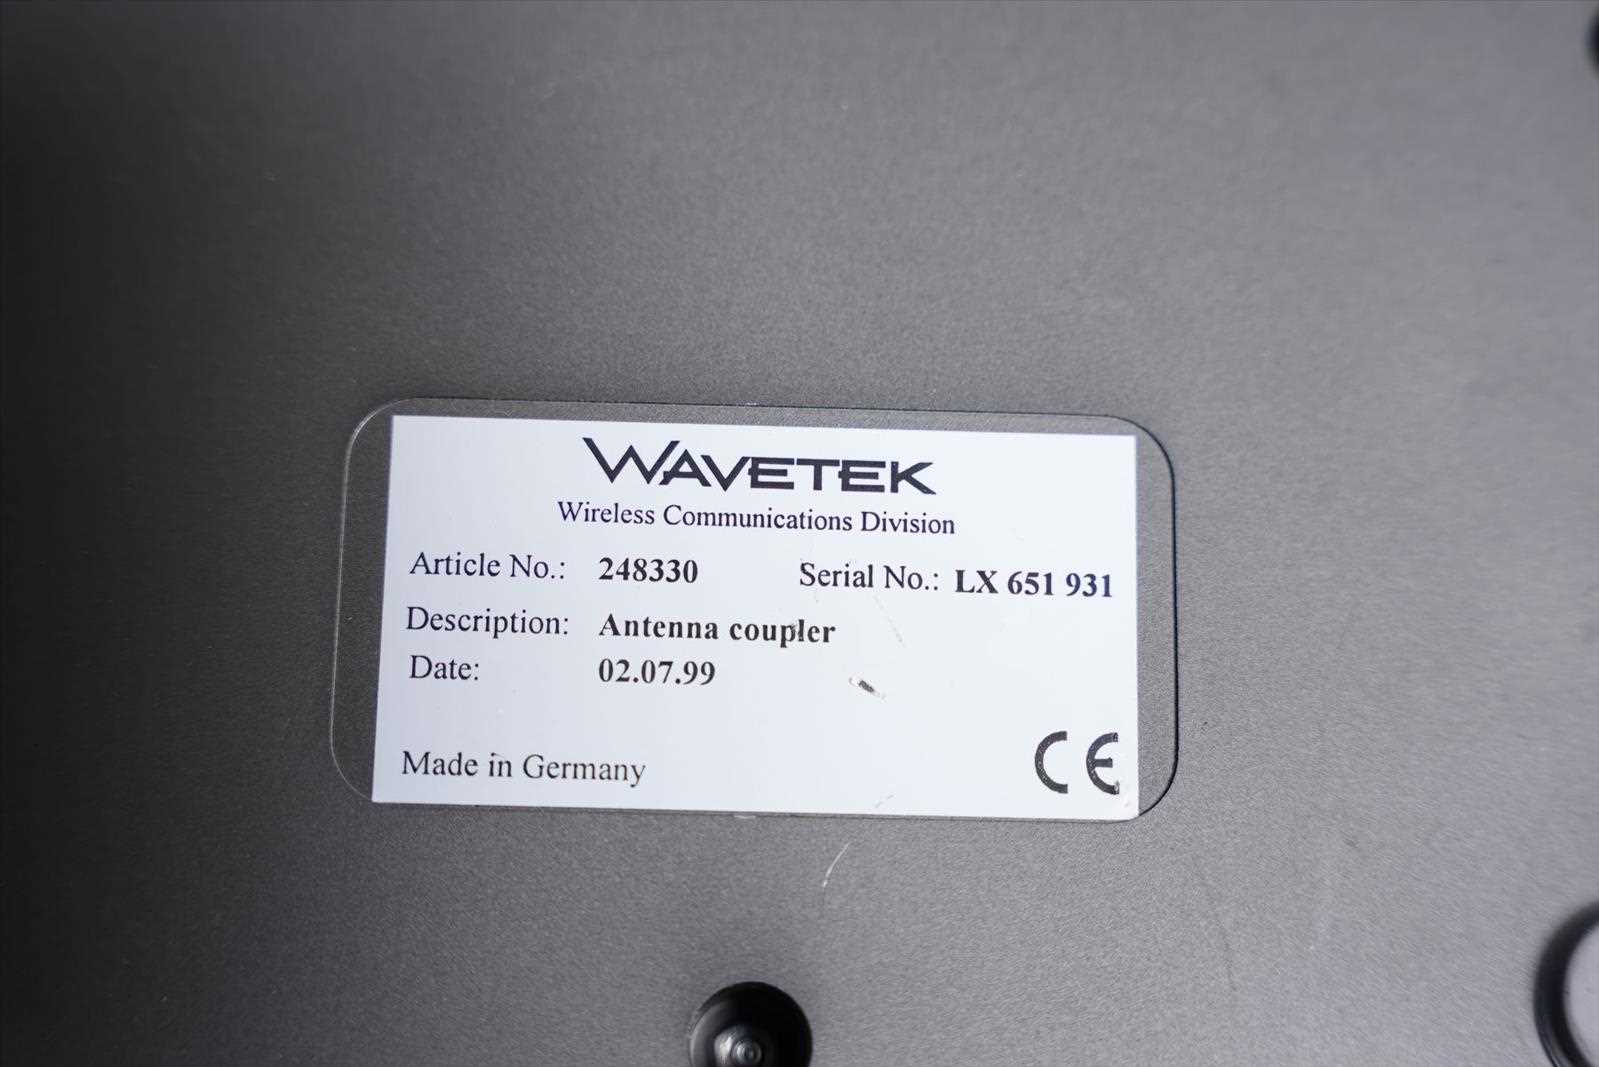 WAVETEK
Wireless Communications Division
Article No.: 248330 Serial No.: LX 651 931
Description: Antenna coupler
Date: 02.07.99
Made in Germany CE